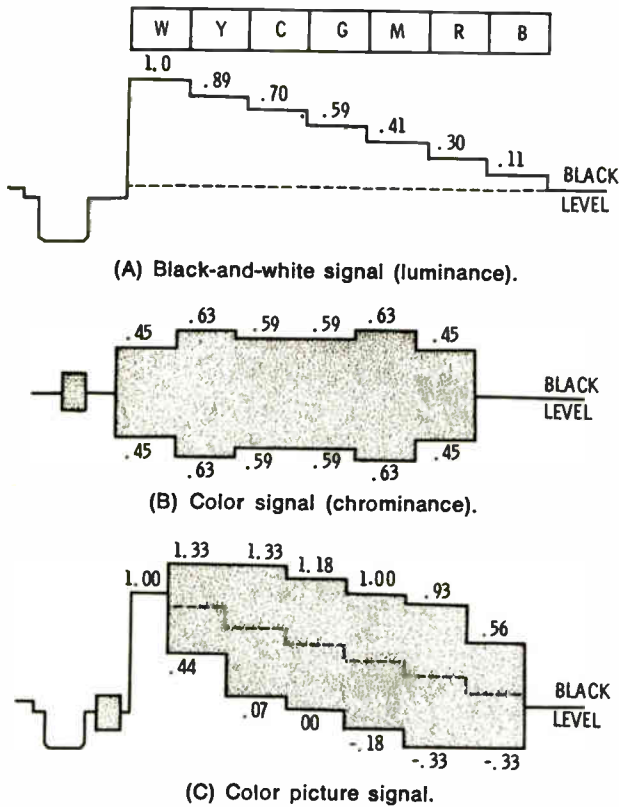 W Y C G M R B
1.0
.89
.70
.59
.41
.30
.11
BLACK
LEVEL
(A) Black-and-white signal (luminance).
.45 .63 .59 .59 .63 .45
BLACK
LEVEL
.45 .63 .59 .59 .63 .45
(B) Color signal (chrominance).
1.00 1.33 1.33 1.18 1.00 .93 .56
BLACK
LEVEL
.44 .07 00 -.18 -.33 -.33
(C) Color picture signal.